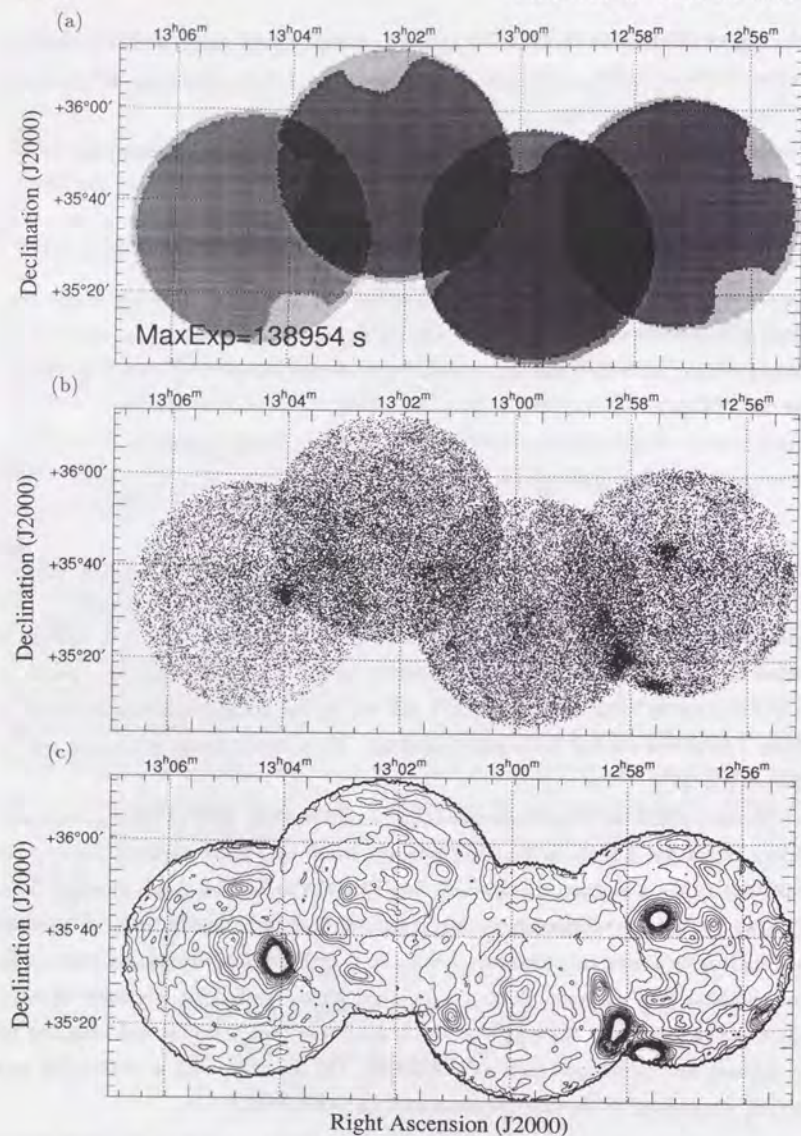 (a)
13ʰ06ᵐ 13ʰ04ᵐ 13ʰ02ᵐ 13ʰ00ᵐ 12ʰ58ᵐ 12ʰ56ᵐ
+36°00′
+35°40′
+35°20′
Declination (J2000)
MaxExp=138954 s
(b)
13ʰ06ᵐ 13ʰ04ᵐ 13ʰ02ᵐ 13ʰ00ᵐ 12ʰ58ᵐ 12ʰ56ᵐ
+36°00′
+35°40′
+35°20′
Declination (J2000)
(c)
13ʰ06ᵐ 13ʰ04ᵐ 13ʰ02ᵐ 13ʰ00ᵐ 12ʰ58ᵐ 12ʰ56ᵐ
+36°00′
+35°40′
+35°20′
Declination (J2000)
Right Ascension (J2000)